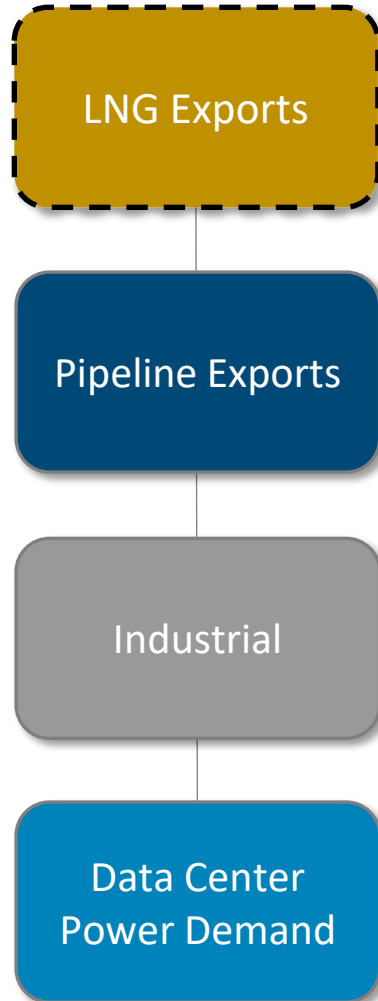 LNG Exports
Pipeline Exports
Industrial
Data Center
Power Demand